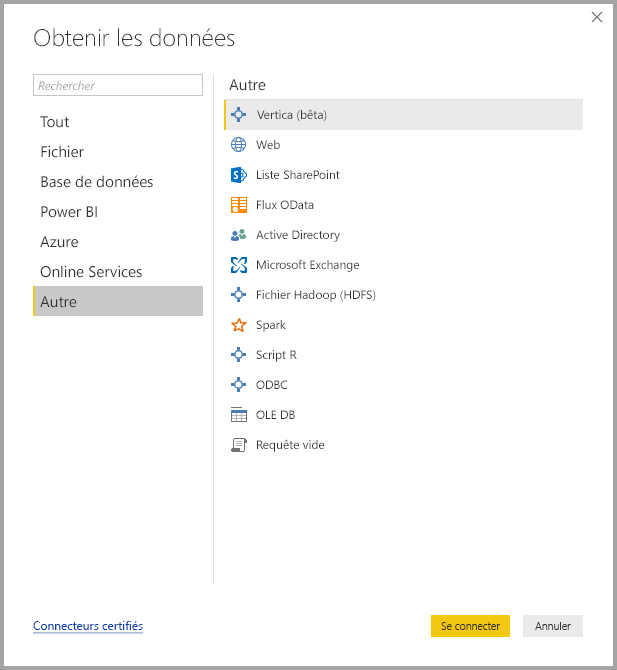 Obtenir les données
Rechercher
Tout
Fichier
Base de données
Power BI
Azure
Online Services
Autre
Autre
Vertica (bêta)
Web
Liste SharePoint
Flux OData
Active Directory
Microsoft Exchange
Fichier Hadoop (HDFS)
Spark
Script R
ODBC
OLE DB
Requête vide
Connecteurs certifiés
Se connecter
Annuler